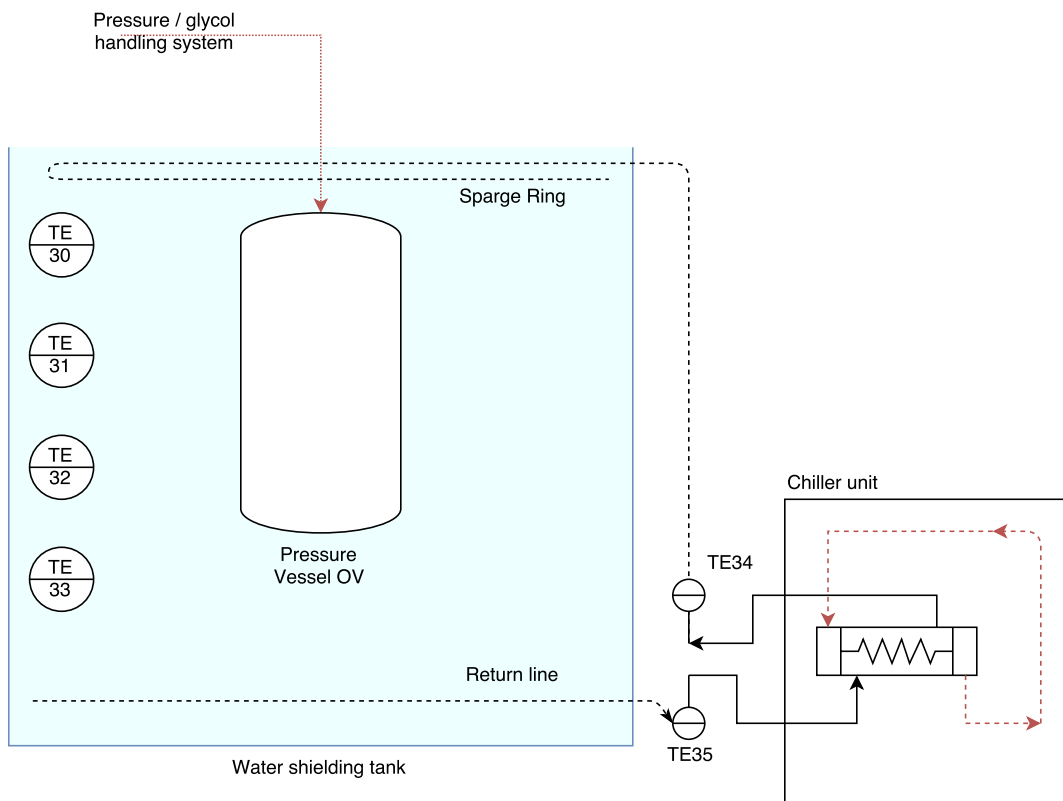 Pressure / glycol
handling system
Sparge Ring
TE
30
TE
31
TE
32
TE
33
Pressure
Vessel OV
Chiller unit
TE34
Return line
TE35
Water shielding tank